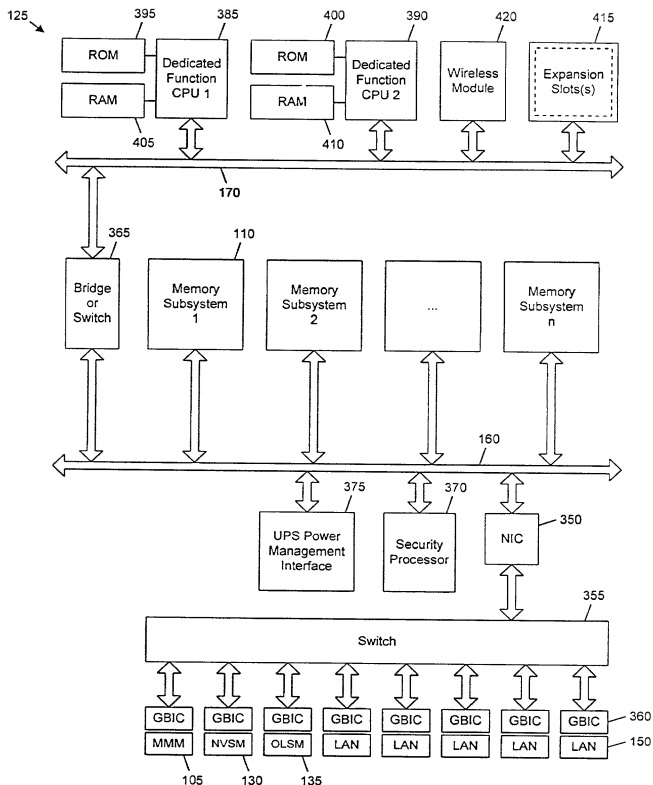 125
395
385
400
390
420
415
ROM
Dedicated
Function
CPU 1
ROM
Dedicated
Function
CPU 2
Wireless
Module
Expansion
Slots(s)
RAM
RAM
405
410
170
365
110
Bridge
or
Switch
Memory
Subsystem
1
Memory
Subsystem
2
...
Memory
Subsystem
n
160
375
370
350
UPS Power
Management
Interface
Security
Processor
NIC
355
Switch
GBIC
GBIC
GBIC
GBIC
GBIC
GBIC
GBIC
GBIC
360
MMM
NVSM
OLSM
LAN
LAN
LAN
LAN
LAN
150
105
130
135